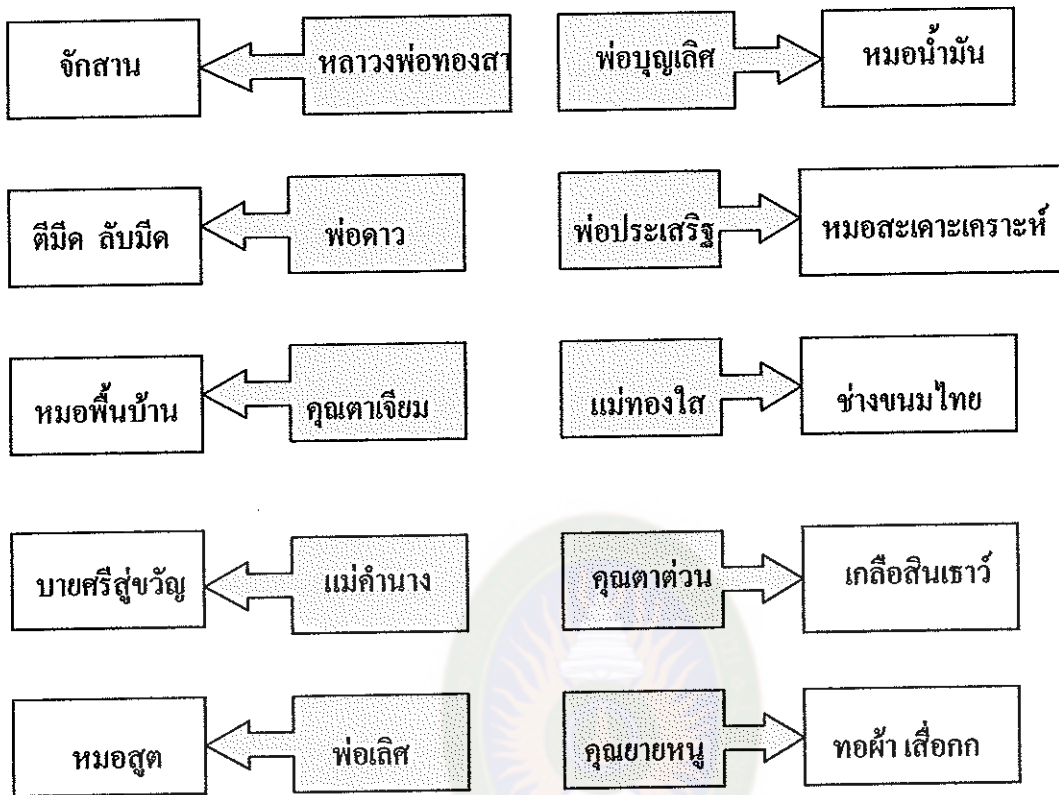 จักสาน หลาวงพ่อทองสา พ่อบุญเลิศ หมอน้ำมัน
ตีมีด ลับมีด พ่อดาว พ่อประเสริฐ หมอสะเดาะเคราะห์
หมอพื้นบ้าน คุณตาเจียม แม่ทองใส ช่างขนมไทย
บายศรีสู่ขวัญ แม่คำนาง คุณตาต่วน เกลือสินเธาว์
หมอสูต พ่อเลิศ คุณยายหนู ทอผ้า เสื่อกก